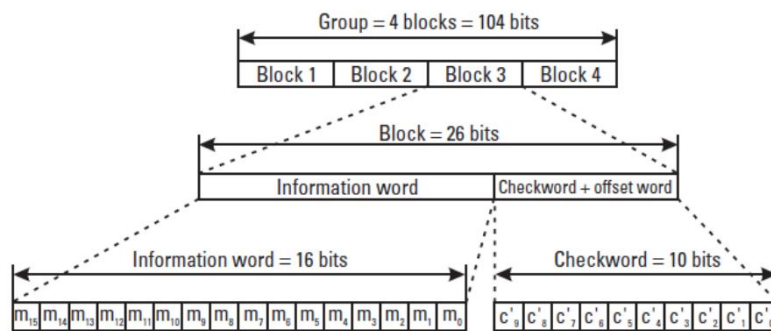 Group = 4 blocks = 104 bits
Block 1 Block 2 Block 3 Block 4
Block = 26 bits
Information word Checkword + offset word
Information word = 16 bits Checkword = 10 bits
m₁₅ m₁₄ m₁₃ m₁₂ m₁₁ m₁₀ m₉ m₈ m₇ m₆ m₅ m₄ m₃ m₂ m₁ m₀ c'₉ c'₈ c'₇ c'₆ c'₅ c'₄ c'₃ c'₂ c'₁ c'₀